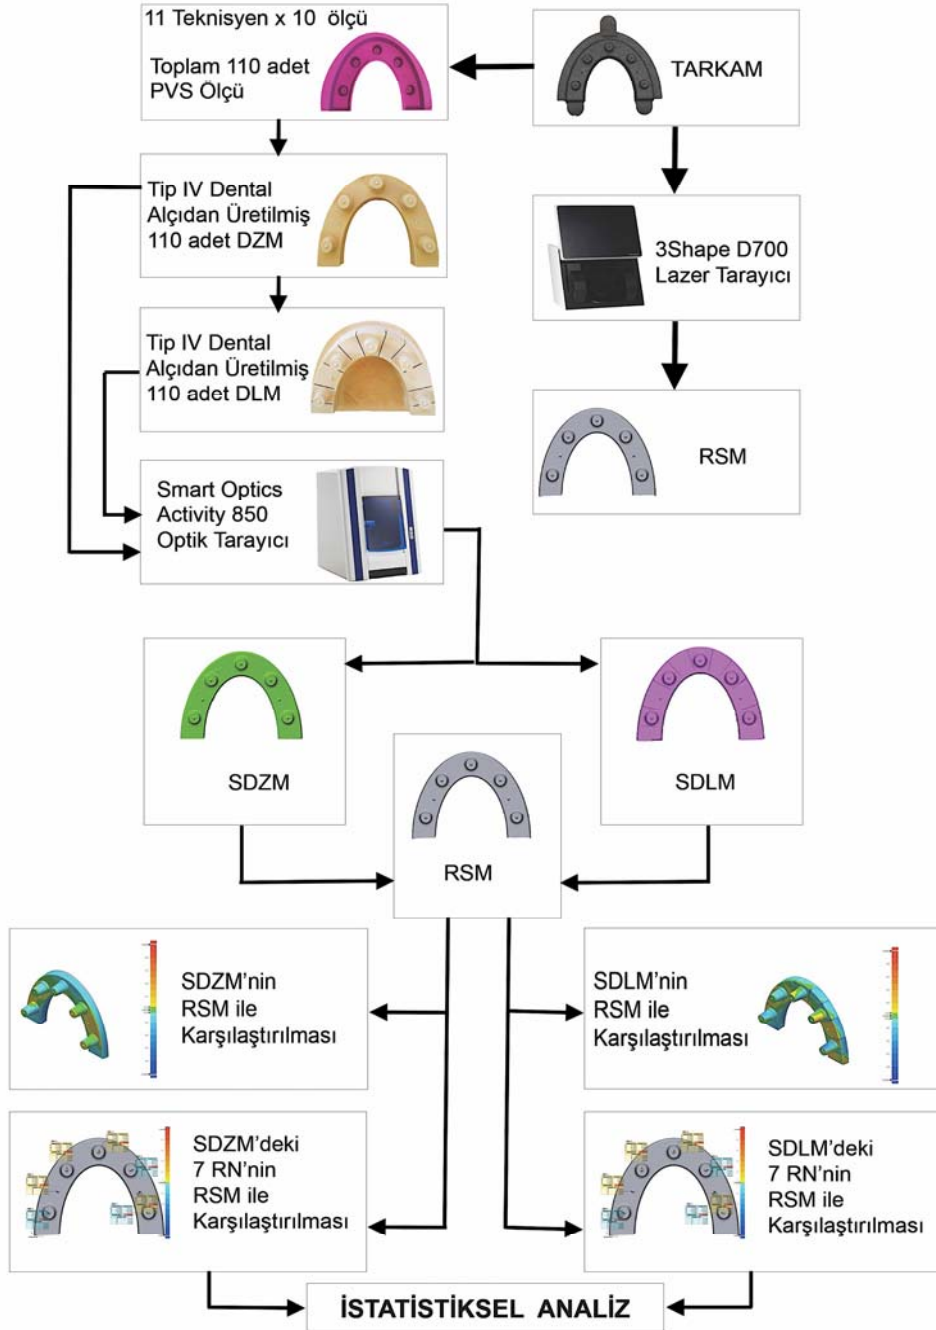 11 Teknisyen x 10 ölçü
Toplam 110 adet
PVS Ölçü
TARKAM
Tip IV Dental
Alçıdan Üretilmiş
110 adet DZM
3Shape D700
Lazer Tarayıcı
Tip IV Dental
Alçıdan Üretilmiş
110 adet DLM
RSM
Smart Optics
Activity 850
Optik Tarayıcı
SDZM
SDLM
RSM
SDZM'nin
RSM ile
Karşılaştırılması
SDLM'nin
RSM ile
Karşılaştırılması
SDZM'deki
7 RN'nin
RSM ile
Karşılaştırılması
SDLM'deki
7 RN'nin
RSM ile
Karşılaştırılması
İSTATİSTİKSEL ANALİZ